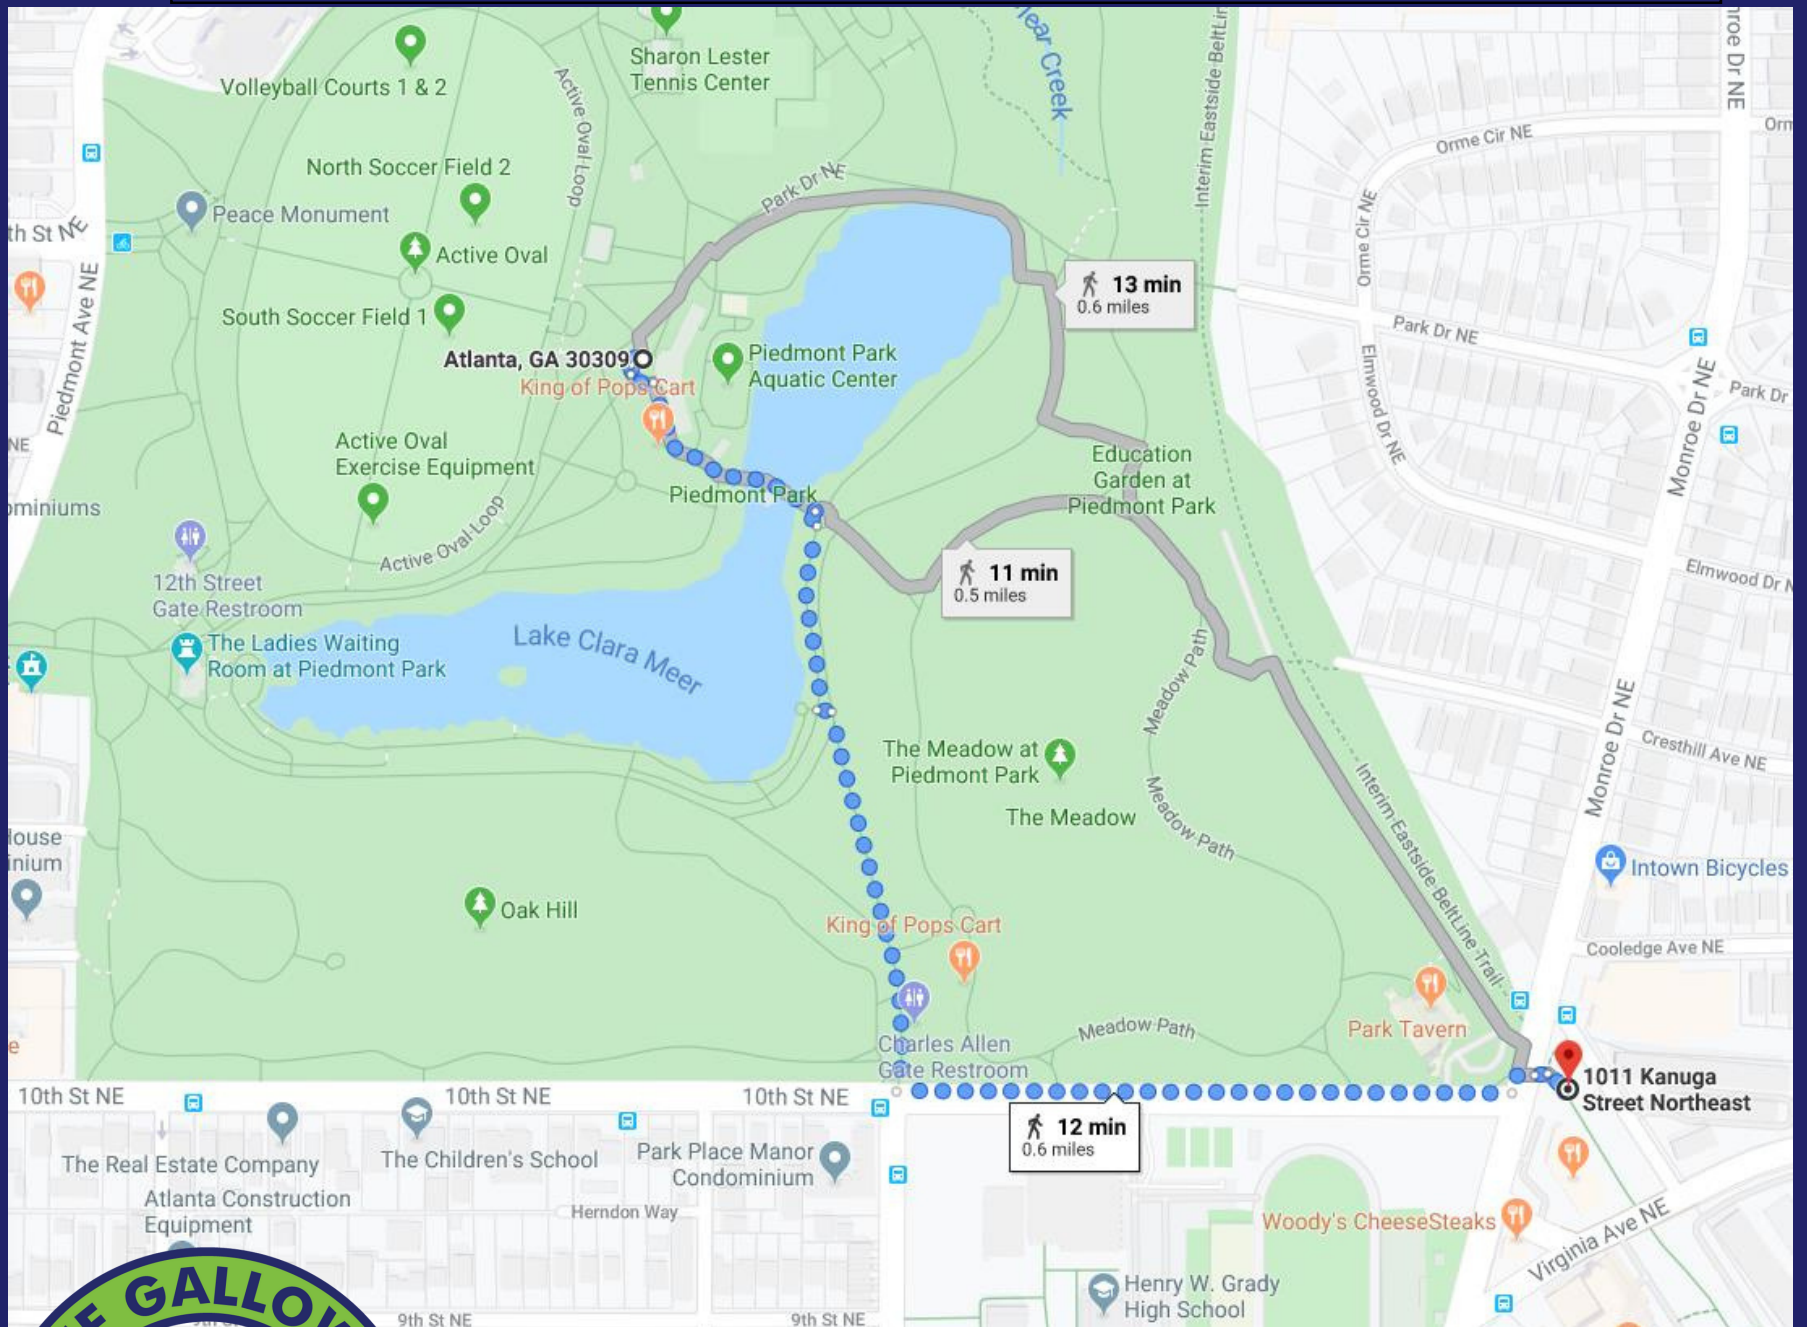 Sharon Lester
Tennis Center
Volleyball Courts 1 & 2
Active Oval Loop
Clear Creek
Interim Eastside BeltLin
Monroe Dr NE
Orme Cir NE
Orm
North Soccer Field 2
Peace Monument
th St NE
Park Dr NE
Active Oval
South Soccer Field 1
Piedmont Ave NE
13 min
0.6 miles
Orme Cir NE
Park Dr NE
Atlanta, GA 30309
King of Pops Cart
Piedmont Park
Aquatic Center
Elmwood Dr NE
Park Dr
Monroe Dr NE
NE
Active Oval
Exercise Equipment
Education
Garden at
Piedmont Park
Piedmont Park
ominiums
Active Oval Loop
12th Street
Gate Restroom
11 min
0.5 miles
Elmwood Dr N
The Ladies Waiting
Room at Piedmont Park
Lake Clara Meer
Meadow Path
Monroe Dr NE
Cresthill Ave NE
The Meadow at
Piedmont Park
The Meadow
Meadow Path
Interim Eastside BeltLine Trail
House
inium
Intown Bicycles
Oak Hill
King of Pops Cart
Cooledge Ave NE
Park Tavern
Meadow Path
e
Charles Allen
Gate Restroom
10th St NE
10th St NE
10th St NE
1011 Kanuga
Street Northeast
12 min
0.6 miles
The Real Estate Company
The Children's School
Park Place Manor
Condominium
Atlanta Construction
Equipment
Herndon Way
Woody's CheeseSteaks
Virginia Ave NE
Henry W. Grady
High School
E GALLOW
9th St NE
9th St NE